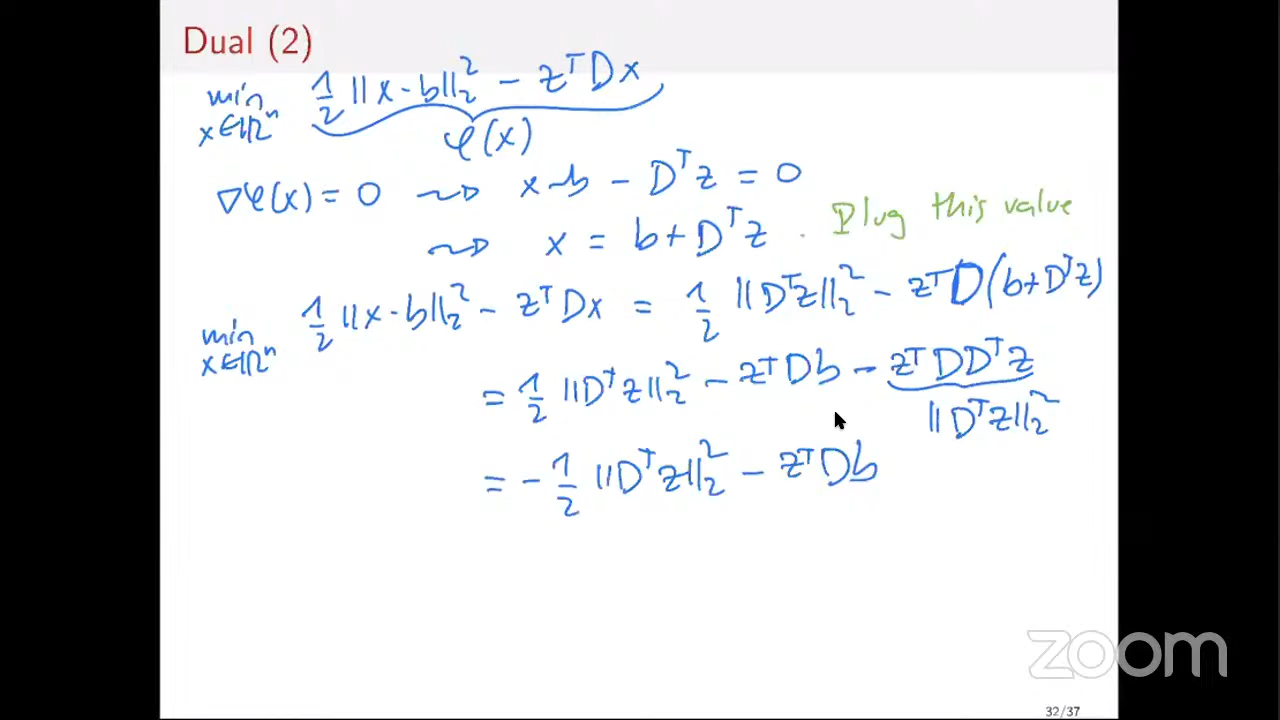 Dual (2)
min x∈ℝⁿ ½ ||x - b||₂² - zᵀDx
φ(x)
∇φ(x) = 0 ⇝ x - b - Dᵀz = 0
⇝ x = b + Dᵀz . Plug this value
min x∈ℝⁿ ½ ||x - b||₂² - zᵀDx = ½ ||Dᵀz||₂² - zᵀD(b + Dᵀz)
= ½ ||Dᵀz||₂² - zᵀDb - zᵀDDᵀz
||Dᵀz||₂²
= - ½ ||Dᵀz||₂² - zᵀDb
zoom
32/37